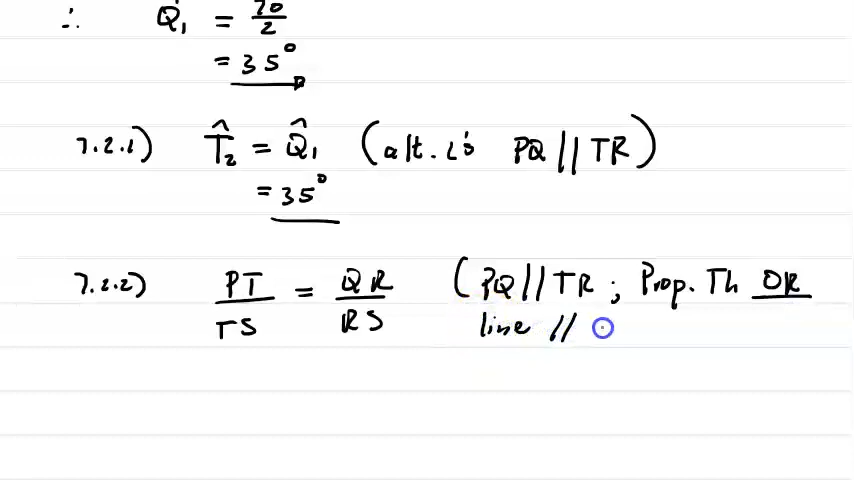 ∴ Q̂₁ = 70/2
= 35°
7.2.1) T̂₂ = Q̂₁ (alt. ∠s PQ // TR)
= 35°
7.2.2) PT/TS = QR/RS (PQ // TR ; Prop. Th OR
line //